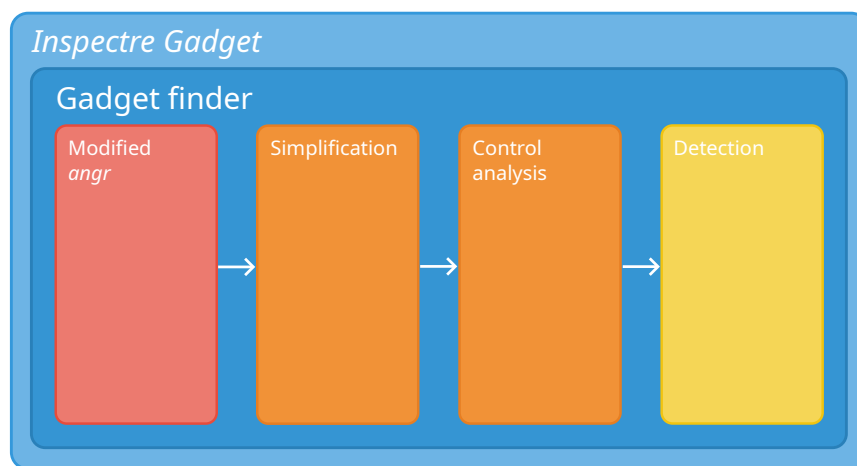 Inspectre Gadget
Gadget finder
Modified
angr
Simplification
Control
analysis
Detection